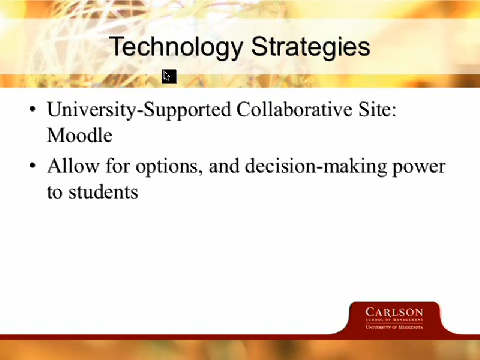 Technology Strategies
• University-Supported Collaborative Site:
Moodle
• Allow for options, and decision-making power
to students
CARLSON
SCHOOL OF MANAGEMENT
UNIVERSITY OF MINNESOTA